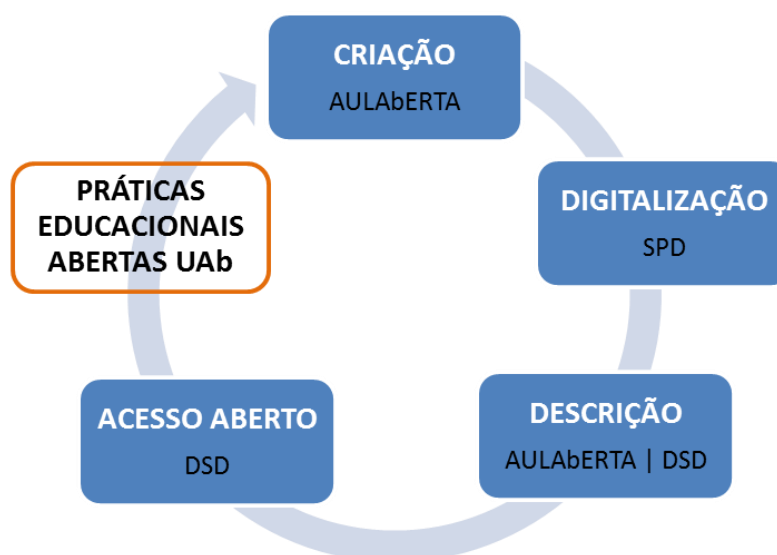 CRIAÇÃO
AULAbERTA
DIGITALIZAÇÃO
SPD
DESCRIÇÃO
AULAbERTA | DSD
ACESSO ABERTO
DSD
PRÁTICAS
EDUCACIONAIS
ABERTAS UAb